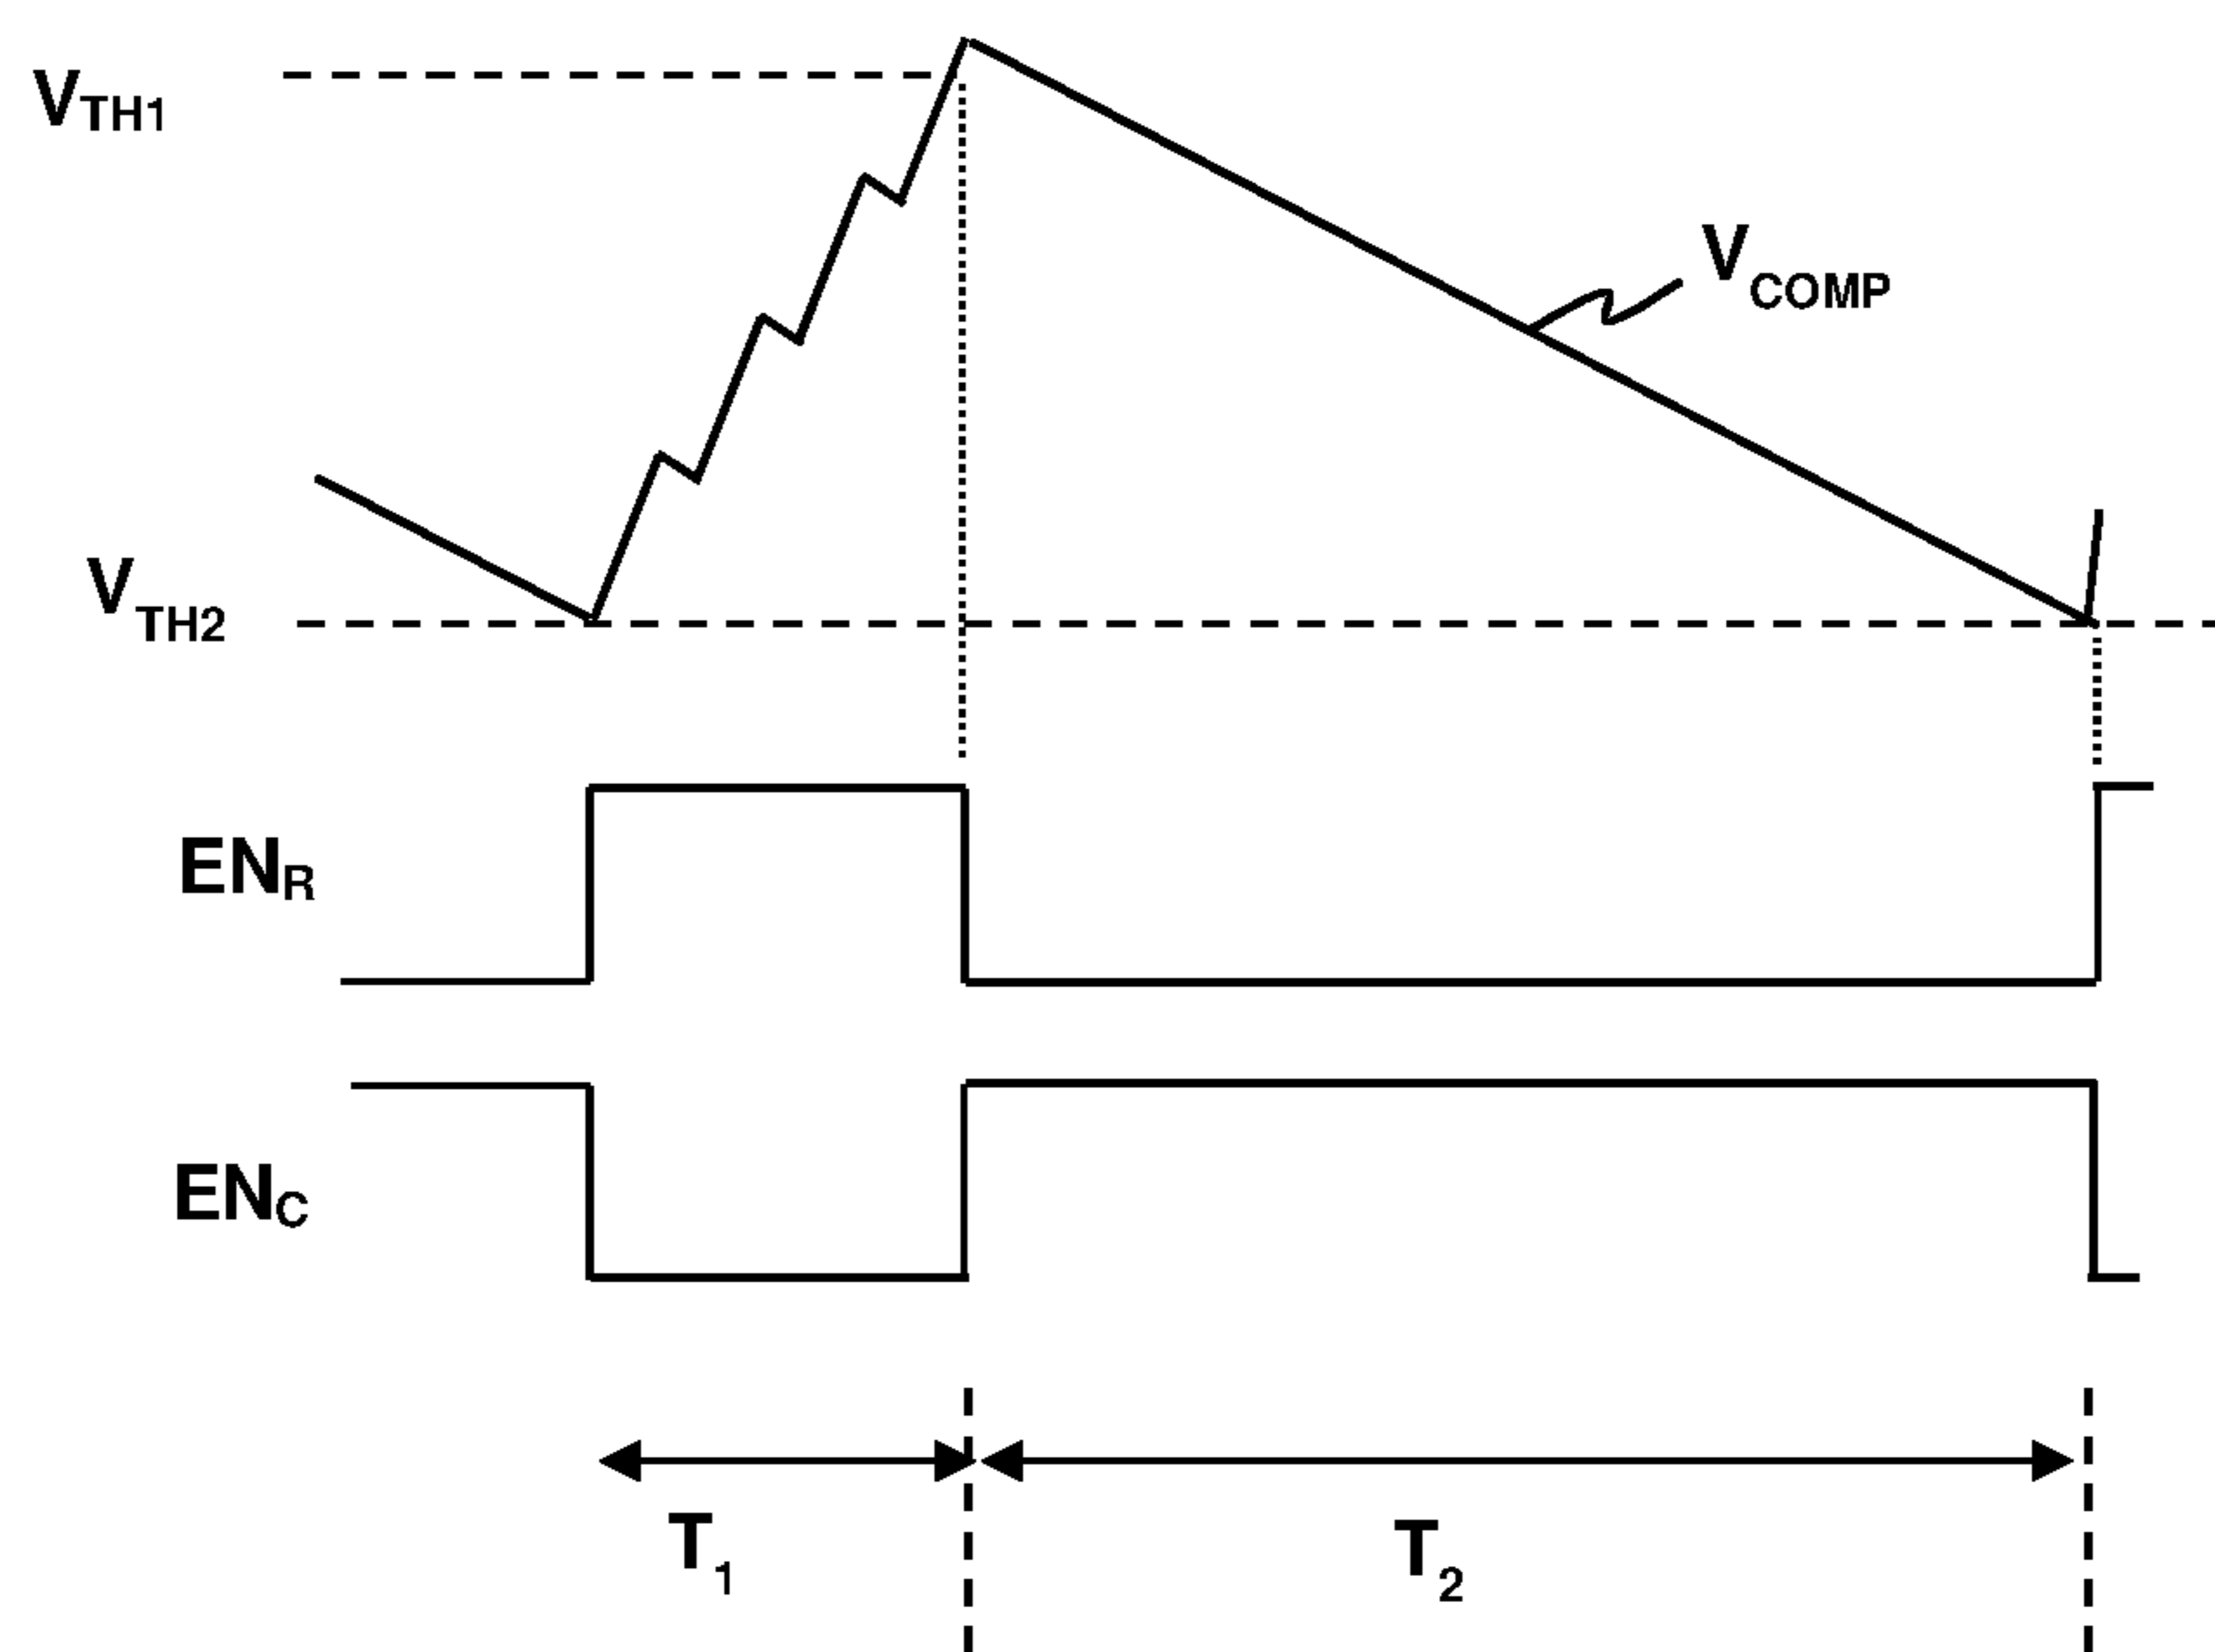 VTH1
VCOMP
VTH2
ENR
ENC
T1
T2